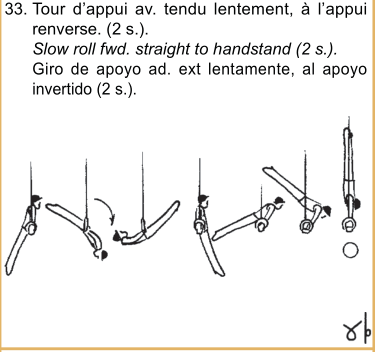 33. Tour d’appui av. tendu lentement, à l’appui
renverse. (2 s.).
Slow roll fwd. straight to handstand (2 s.).
Giro de apoyo ad. ext lentamente, al apoyo
invertido (2 s.).